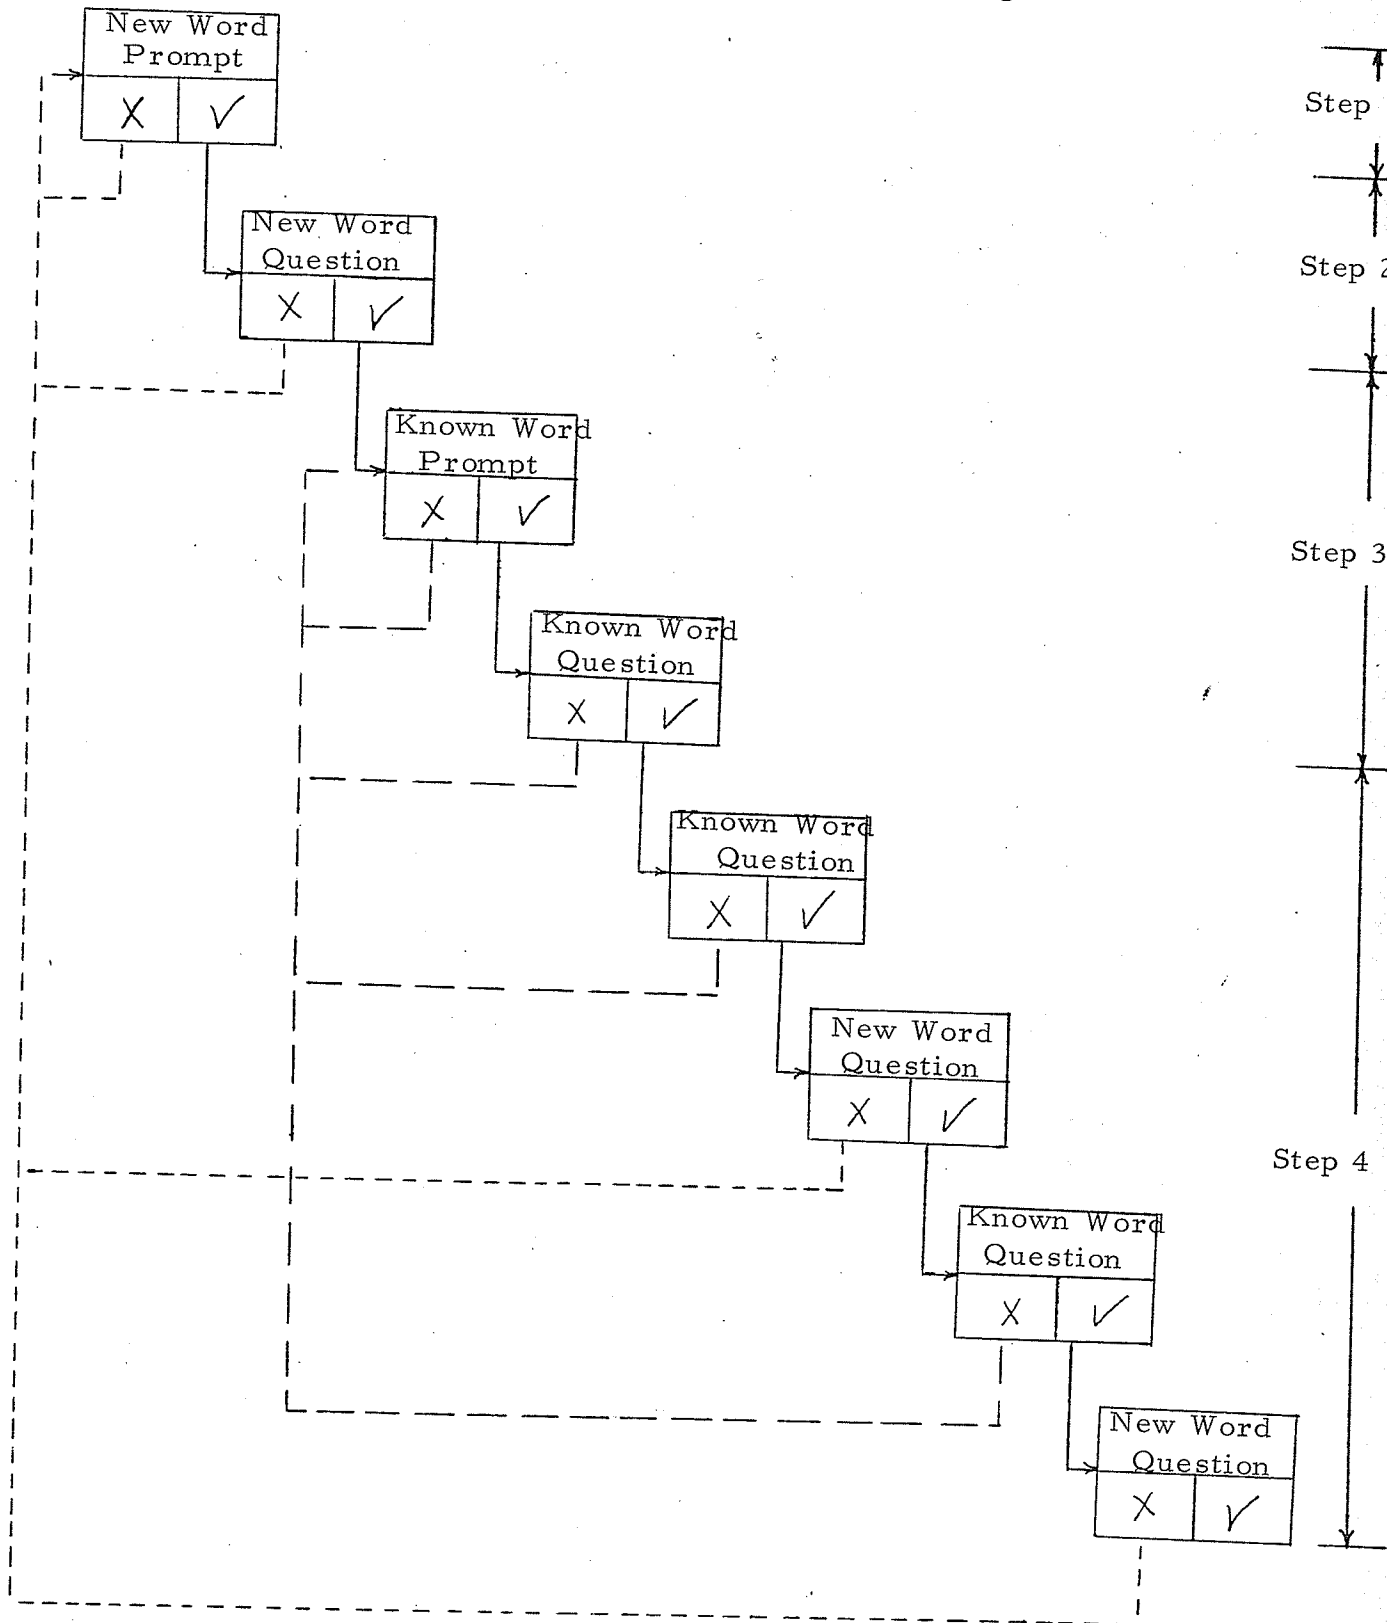 New Word
Prompt
X ✓
Step
New Word
Question
X ✓
Step 2
Known Word
Prompt
X ✓
Step 3
Known Word
Question
X ✓
Known Word
Question
X ✓
New Word
Question
X ✓
Step 4
Known Word
Question
X ✓
New Word
Question
X ✓